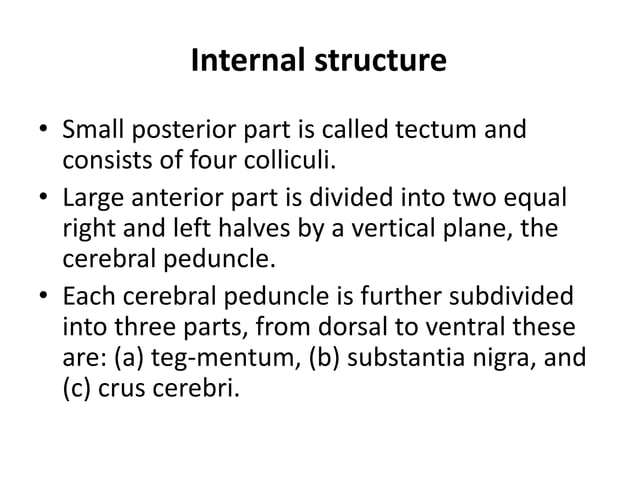 Internal structure
• Small posterior part is called tectum and
consists of four colliculi.
• Large anterior part is divided into two equal
right and left halves by a vertical plane, the
cerebral peduncle.
• Each cerebral peduncle is further subdivided
into three parts, from dorsal to ventral these
are: (a) teg-mentum, (b) substantia nigra, and
(c) crus cerebri.